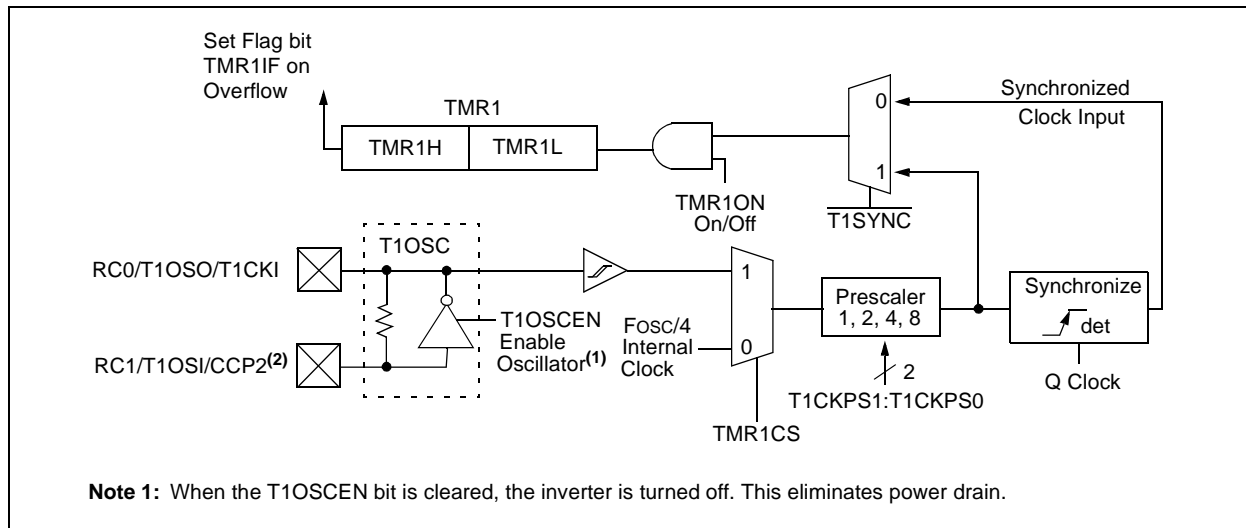 Set Flag bit
TMR1IF on
Overflow
TMR1
TMR1H
TMR1L
TMR1ON
On/Off
0
1
T1SYNC
Synchronized
Clock Input
T1OSC
RC0/T1OSO/T1CKI
RC1/T1OSI/CCP2(2)
T1OSCEN
Enable
Oscillator(1)
FOSC/4
Internal
Clock
1
0
TMR1CS
Prescaler
1, 2, 4, 8
2
T1CKPS1:T1CKPS0
Synchronize
det
Q Clock
Note 1: When the T1OSCEN bit is cleared, the inverter is turned off. This eliminates power drain.